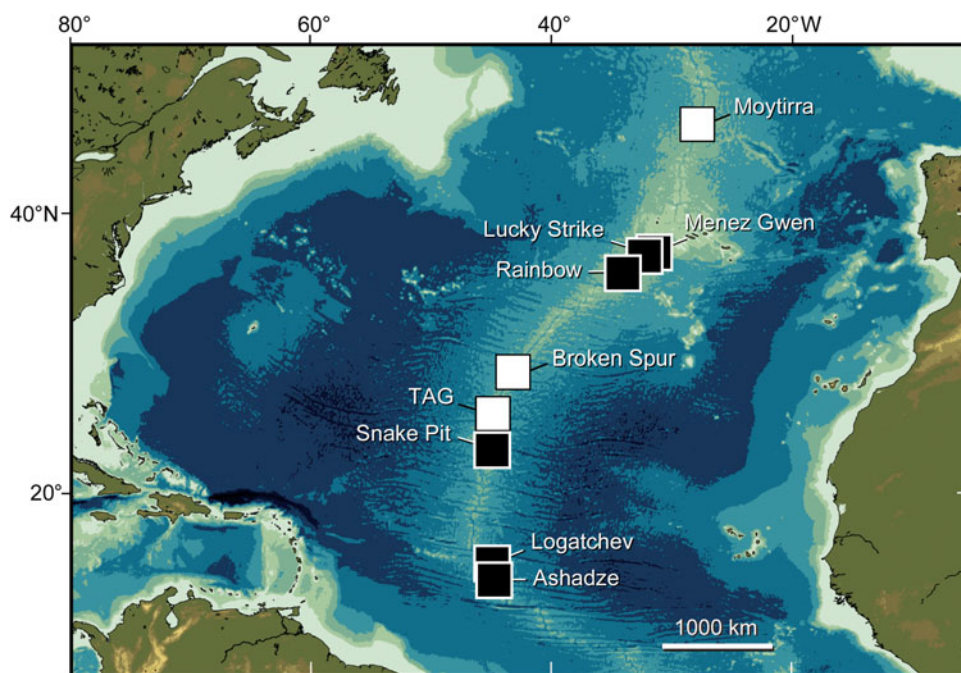 80°
60°
40°
20°W
Moytirra
40°N
Lucky Strike
Menez Gwen
Rainbow
Broken Spur
TAG
Snake Pit
20°
Logatchev
Ashadze
1000 km